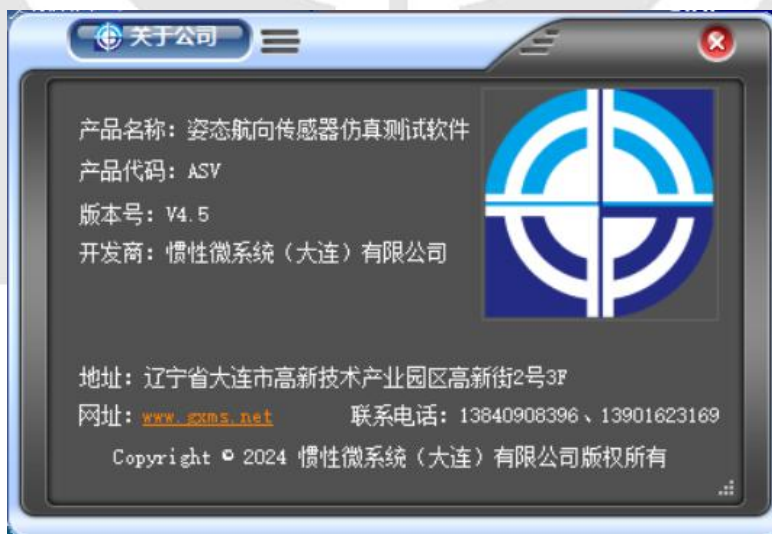 关于公司
产品名称：姿态航向传感器仿真测试软件
产品代码：ASV
版本号：V4.5
开发商：惯性微系统（大连）有限公司
地址：辽宁省大连市高新技术产业园区高新街2号3F
网址：www.gxms.net 联系电话：13840908396、13901623169
Copyright © 2024 惯性微系统（大连）有限公司版权所有